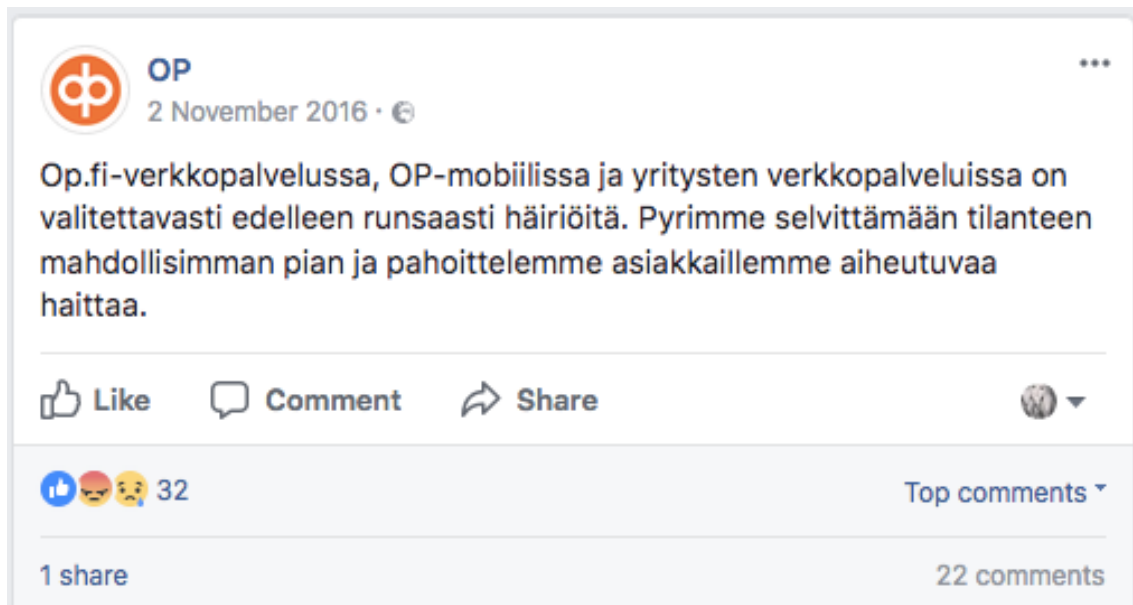 OP
2 November 2016 ·
Op.fi-verkkopalvelussa, OP-mobiilissa ja yritysten verkkopalveluissa on
valitettavasti edelleen runsaasti häiriöitä. Pyrimme selvittämään tilanteen
mahdollisimman pian ja pahoittelemme asiakkaillemme aiheutuvaa
haittaa.
Like Comment Share
32 Top comments
1 share 22 comments